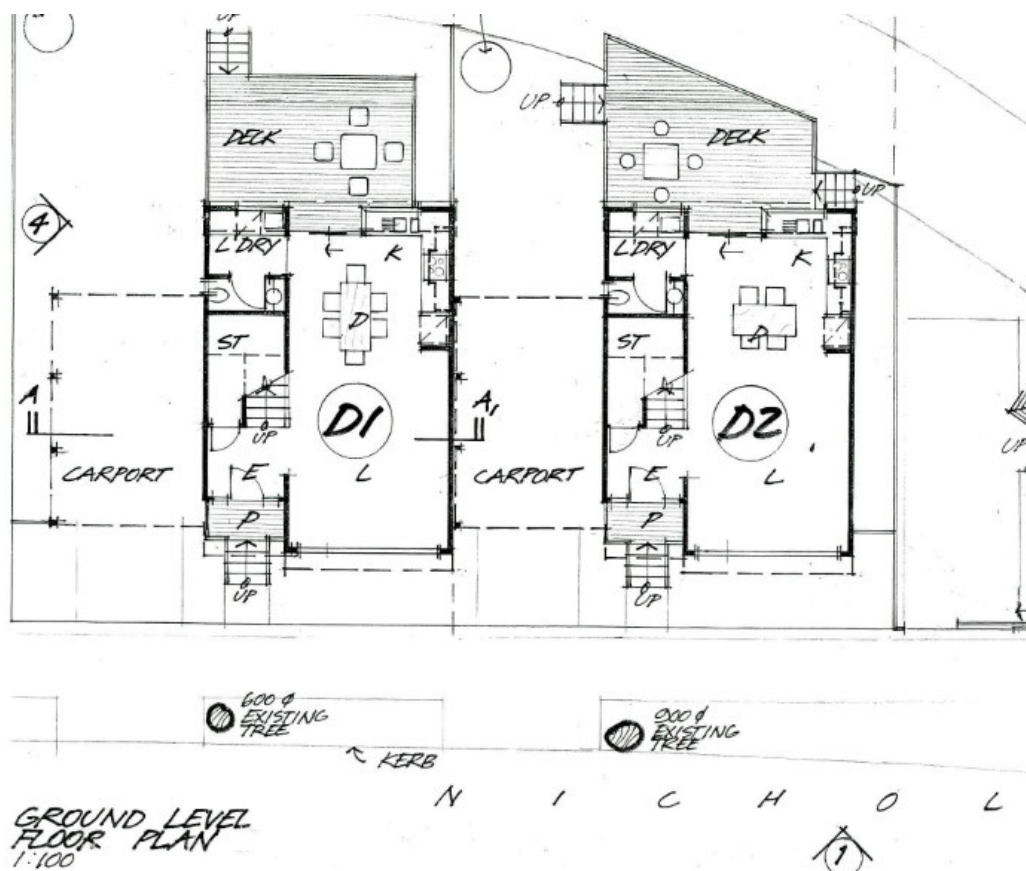 UP
UP
DECK
DECK
UP
4
L'DRY
K
L'DRY
K
D
D
ST
ST
A
D1
A1
D2
UP
UP
UP
CARPORT
E
L
CARPORT
E
L
P
P
UP
UP
600 φ
EXISTING
TREE
900 φ
EXISTING
TREE
KERB
N I C H O L
GROUND LEVEL
FLOOR PLAN
1:100
1